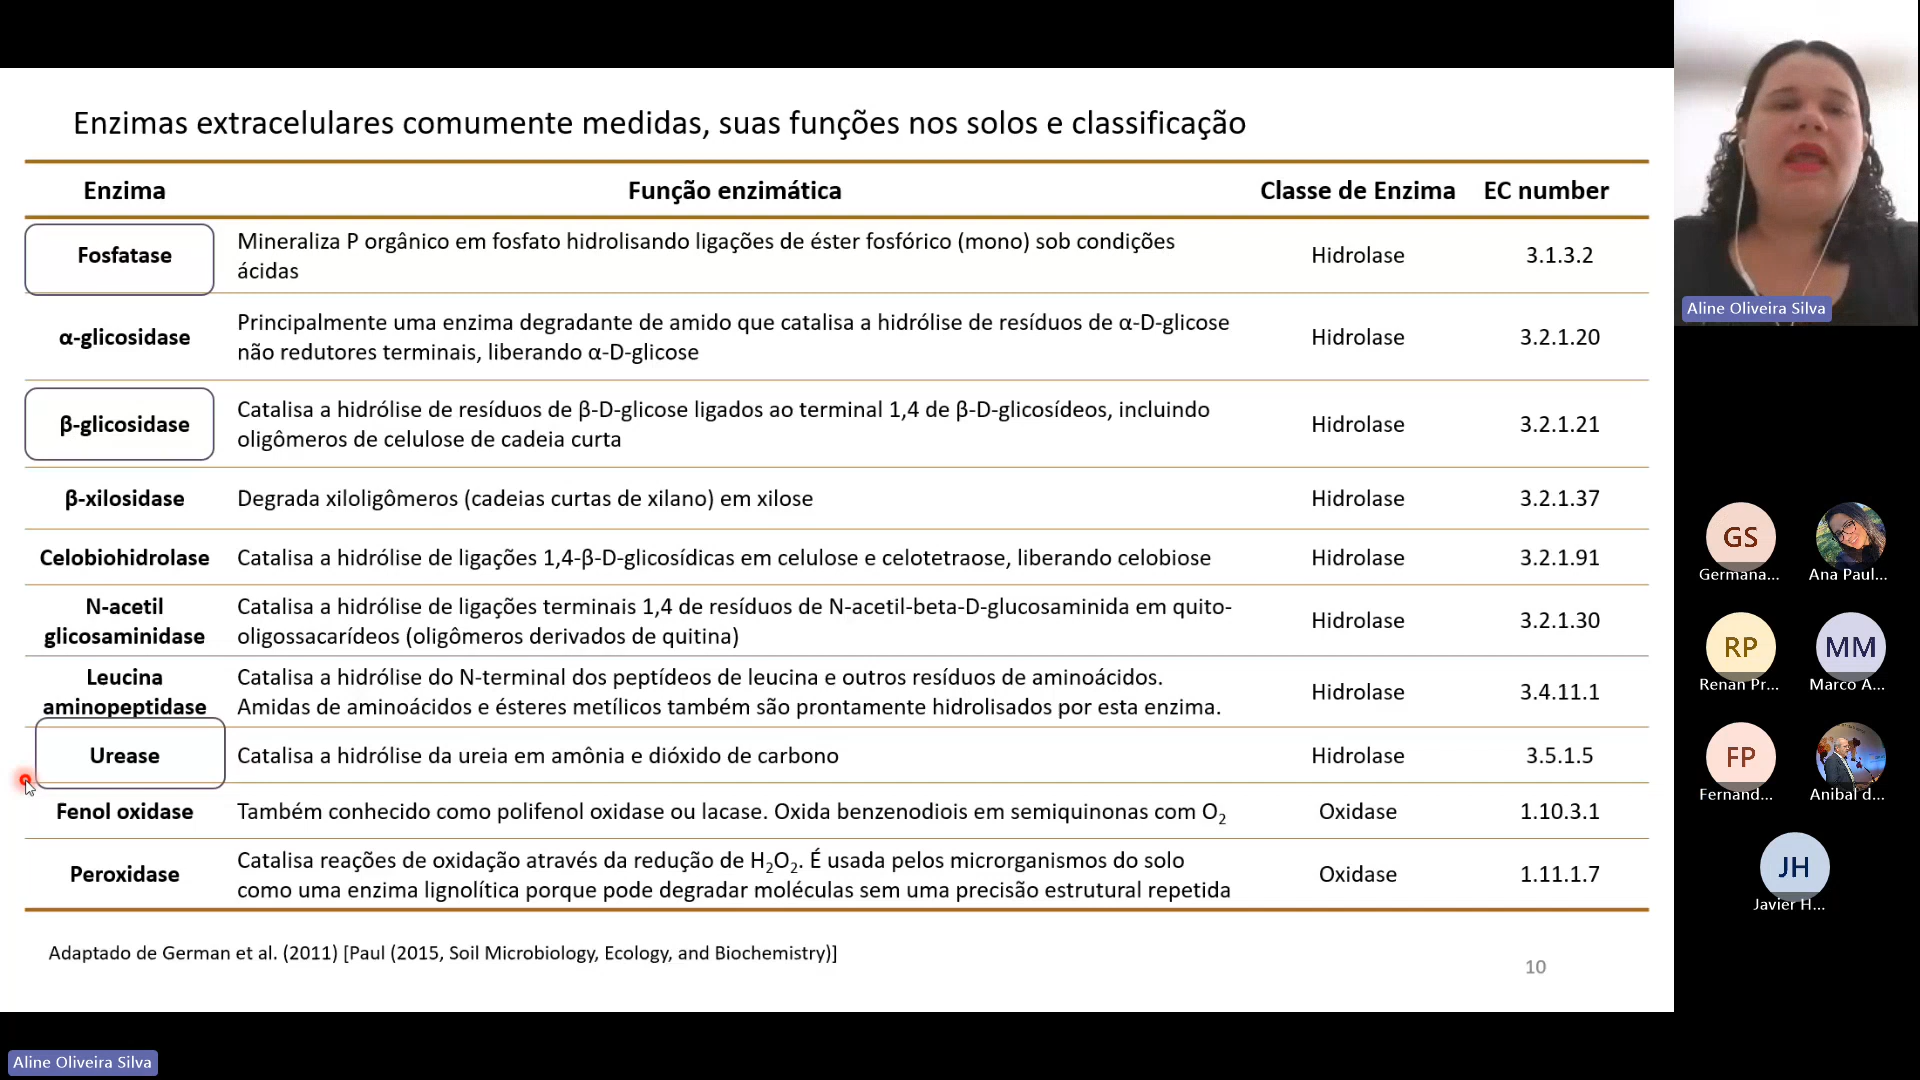 Enzimas extracelulares comumente medidas, suas funções nos solos e classificação
Enzima Função enzimática Classe de Enzima EC number
Fosfatase
Mineraliza P orgânico em fosfato hidrolisando ligações de éster fosfórico (mono) sob condições
ácidas
Hidrolase 3.1.3.2
α-glicosidase
Principalmente uma enzima degradante de amido que catalisa a hidrólise de resíduos de α-D-glicose
não redutores terminais, liberando α-D-glicose
Hidrolase 3.2.1.20
β-glicosidase
Catalisa a hidrólise de resíduos de β-D-glicose ligados ao terminal 1,4 de β-D-glicosídeos, incluindo
oligômeros de celulose de cadeia curta
Hidrolase 3.2.1.21
β-xilosidase Degrada xiloligômeros (cadeias curtas de xilano) em xilose Hidrolase 3.2.1.37
Celobiohidrolase Catalisa a hidrólise de ligações 1,4-β-D-glicosídicas em celulose e celotetraose, liberando celobiose Hidrolase 3.2.1.91
N-acetil
glicosaminidase
Catalisa a hidrólise de ligações terminais 1,4 de resíduos de N-acetil-beta-D-glucosaminida em quito-
oligossacarídeos (oligômeros derivados de quitina)
Hidrolase 3.2.1.30
Leucina
aminopeptidase
Catalisa a hidrólise do N-terminal dos peptídeos de leucina e outros resíduos de aminoácidos.
Amidas de aminoácidos e ésteres metílicos também são prontamente hidrolisados por esta enzima.
Hidrolase 3.4.11.1
Urease Catalisa a hidrólise da ureia em amônia e dióxido de carbono Hidrolase 3.5.1.5
Fenol oxidase Também conhecido como polifenol oxidase ou lacase. Oxida benzenodiois em semiquinonas com O₂ Oxidase 1.10.3.1
Peroxidase
Catalisa reações de oxidação através da redução de H₂O₂. É usada pelos microrganismos do solo
como uma enzima lignolítica porque pode degradar moléculas sem uma precisão estrutural repetida
Oxidase 1.11.1.7
Adaptado de German et al. (2011) [Paul (2015, Soil Microbiology, Ecology, and Biochemistry)]
10
Aline Oliveira Silva
Aline Oliveira Silva
GS
Germana...
Ana Paul...
RP
Renan Pr...
MM
Marco A...
FP
Fernand...
Anibal d...
JH
Javier H...